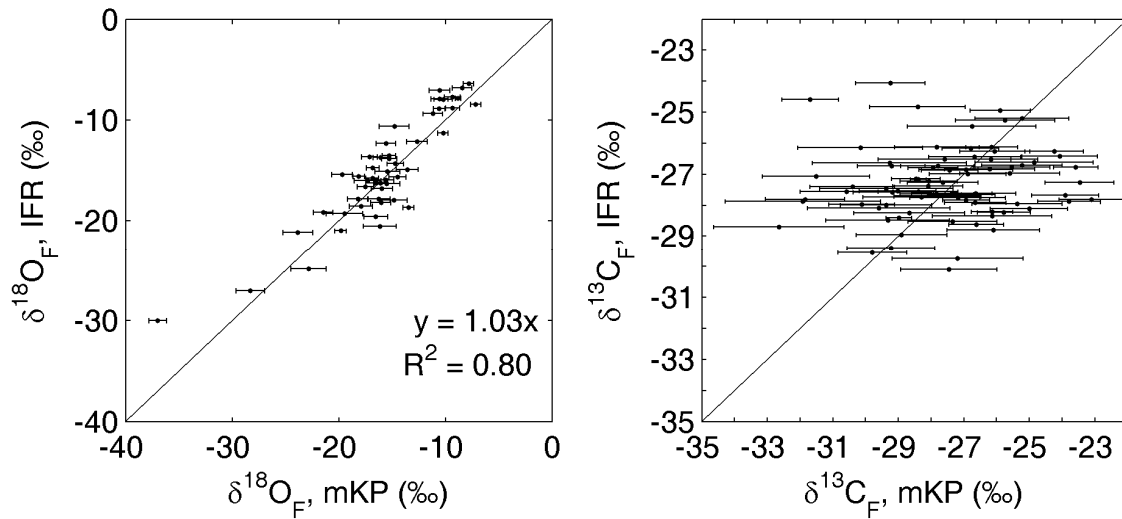 0
-10
-20
-30
-40
-40 -30 -20 -10 0
δ18OF, IFR (‰)
δ18OF, mKP (‰)
y = 1.03x
R2 = 0.80
-23
-25
-27
-29
-31
-33
-35
-35 -33 -31 -29 -27 -25 -23
δ13CF, IFR (‰)
δ13CF, mKP (‰)